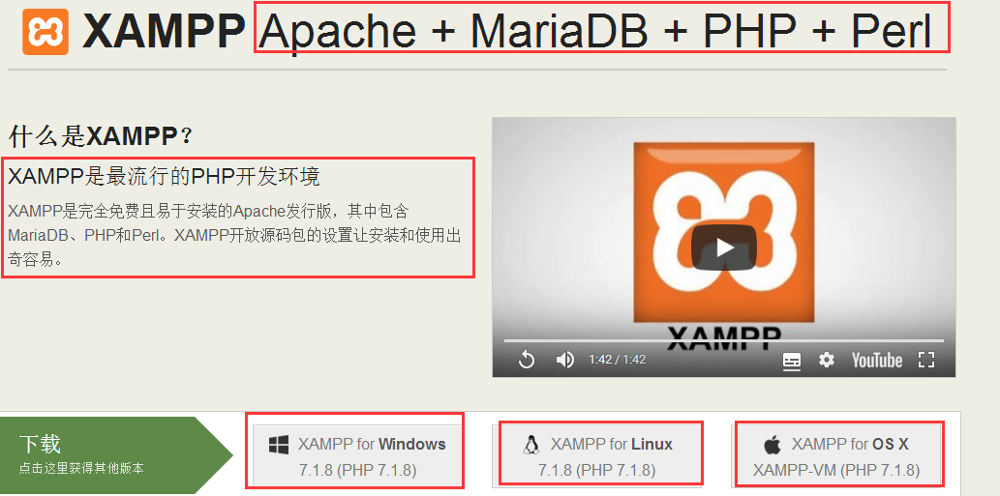 XAMPP Apache + MariaDB + PHP + Perl
什么是XAMPP？
XAMPP是最流行的PHP开发环境
XAMPP是完全免费且易于安装的Apache发行版，其中包含
MariaDB、PHP和Perl。XAMPP开放源码包的设置让安装和使用出
奇容易。
XAMPP
1:42 / 1:42
YouTube
下载
点击这里获得其他版本
XAMPP for Windows
7.1.8 (PHP 7.1.8)
XAMPP for Linux
7.1.8 (PHP 7.1.8)
XAMPP for OS X
XAMPP-VM (PHP 7.1.8)